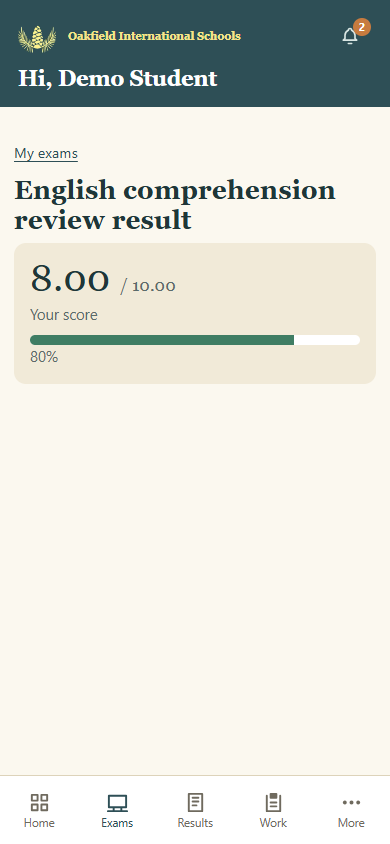 Oakfield International Schools
2
Hi, Demo Student
My exams
English comprehension
review result
8.00 / 10.00
Your score
80%
Home
Exams
Results
Work
More